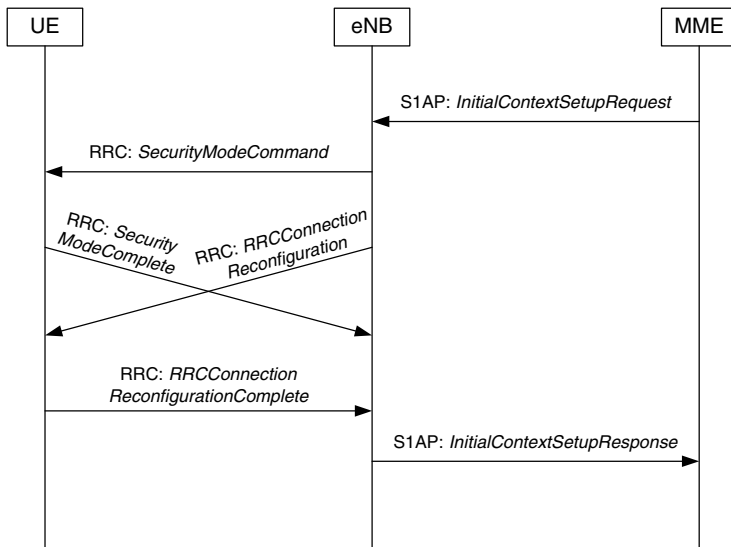 UE
eNB
MME
S1AP: InitialContextSetupRequest
RRC: SecurityModeCommand
RRC: Security
ModeComplete
RRC: RRCConnection
Reconfiguration
RRC: RRCConnection
ReconfigurationComplete
S1AP: InitialContextSetupResponse